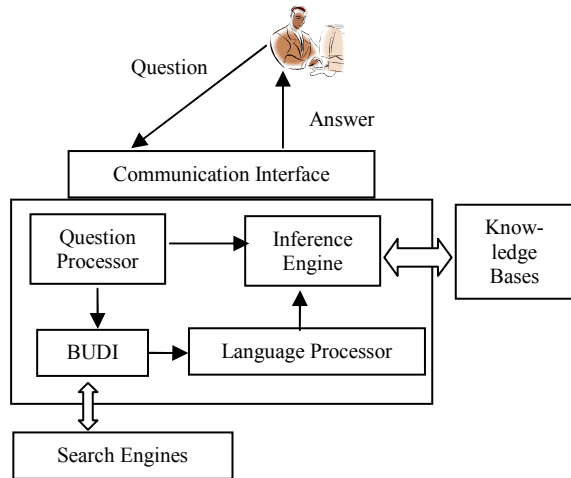 Question
Answer
Communication Interface
Question
Processor
Inference
Engine
Know-
ledge
Bases
BUDI
Language Processor
Search Engines